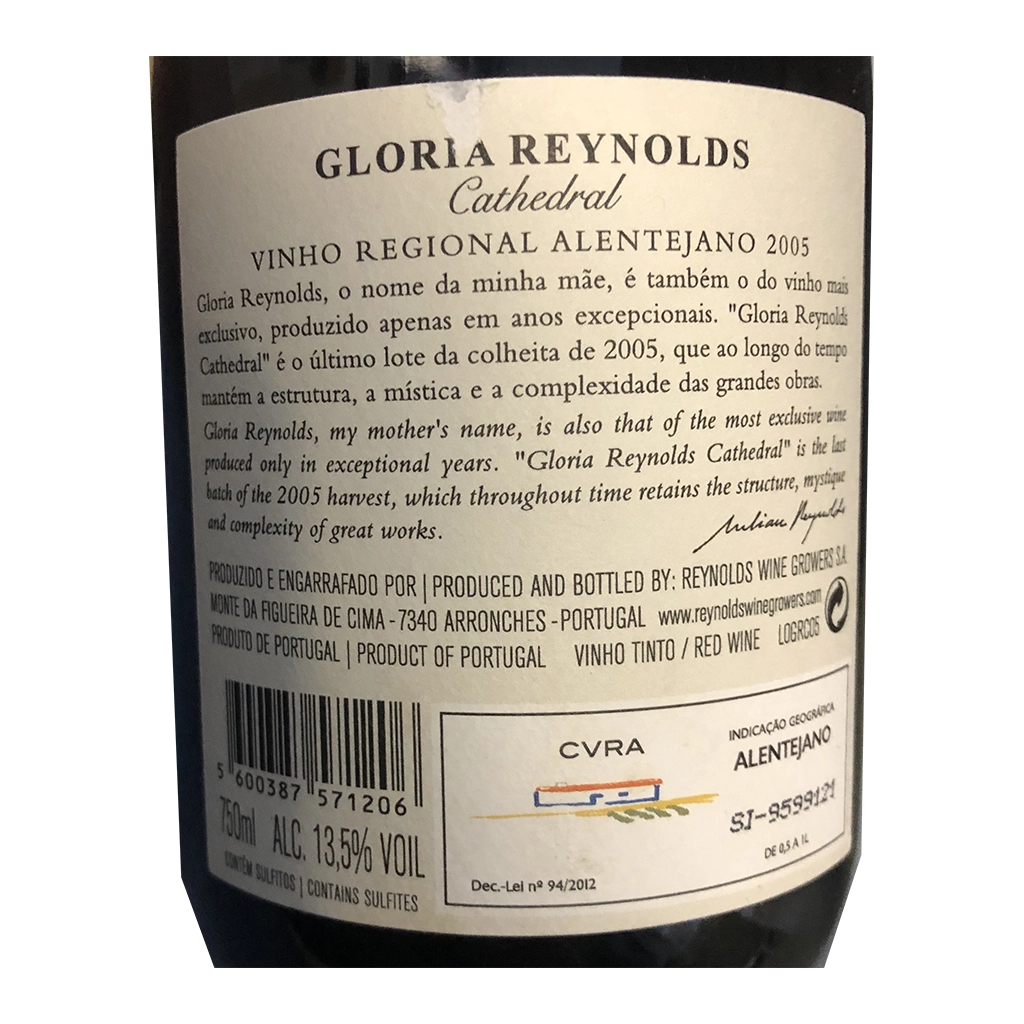 GLORIA REYNOLDS
Cathedral
VINHO REGIONAL ALENTEJANO 2005
Gloria Reynolds, o nome da minha mãe, é também o do vinho mais
exclusivo, produzido apenas em anos excepcionais. "Gloria Reynolds
Cathedral" é o último lote da colheita de 2005, que ao longo do tempo
mantém a estrutura, a mística e a complexidade das grandes obras.
Gloria Reynolds, my mother's name, is also that of the most exclusive wine
produced only in exceptional years. "Gloria Reynolds Cathedral" is the last
batch of the 2005 harvest, which throughout time retains the structure, mystique
and complexity of great works.
Julian Reynolds
PRODUZIDO E ENGARRAFADO POR | PRODUCED AND BOTTLED BY: REYNOLDS WINE GROWERS S.A.
MONTE DA FIGUEIRA DE CIMA - 7340 ARRONCHES - PORTUGAL www.reynoldswinegrowers.com
PRODUTO DE PORTUGAL | PRODUCT OF PORTUGAL VINHO TINTO / RED WINE LOGRC05
5 600387 571206
750ml ALC. 13,5% VOIL
CONTÉM SULFITOS | CONTAINS SULFITES
CVRA
INDICAÇÃO GEOGRÁFICA
ALENTEJANO
SI-9599121
DE 0,5 A 1L
Dec.-Lei nº 94/2012